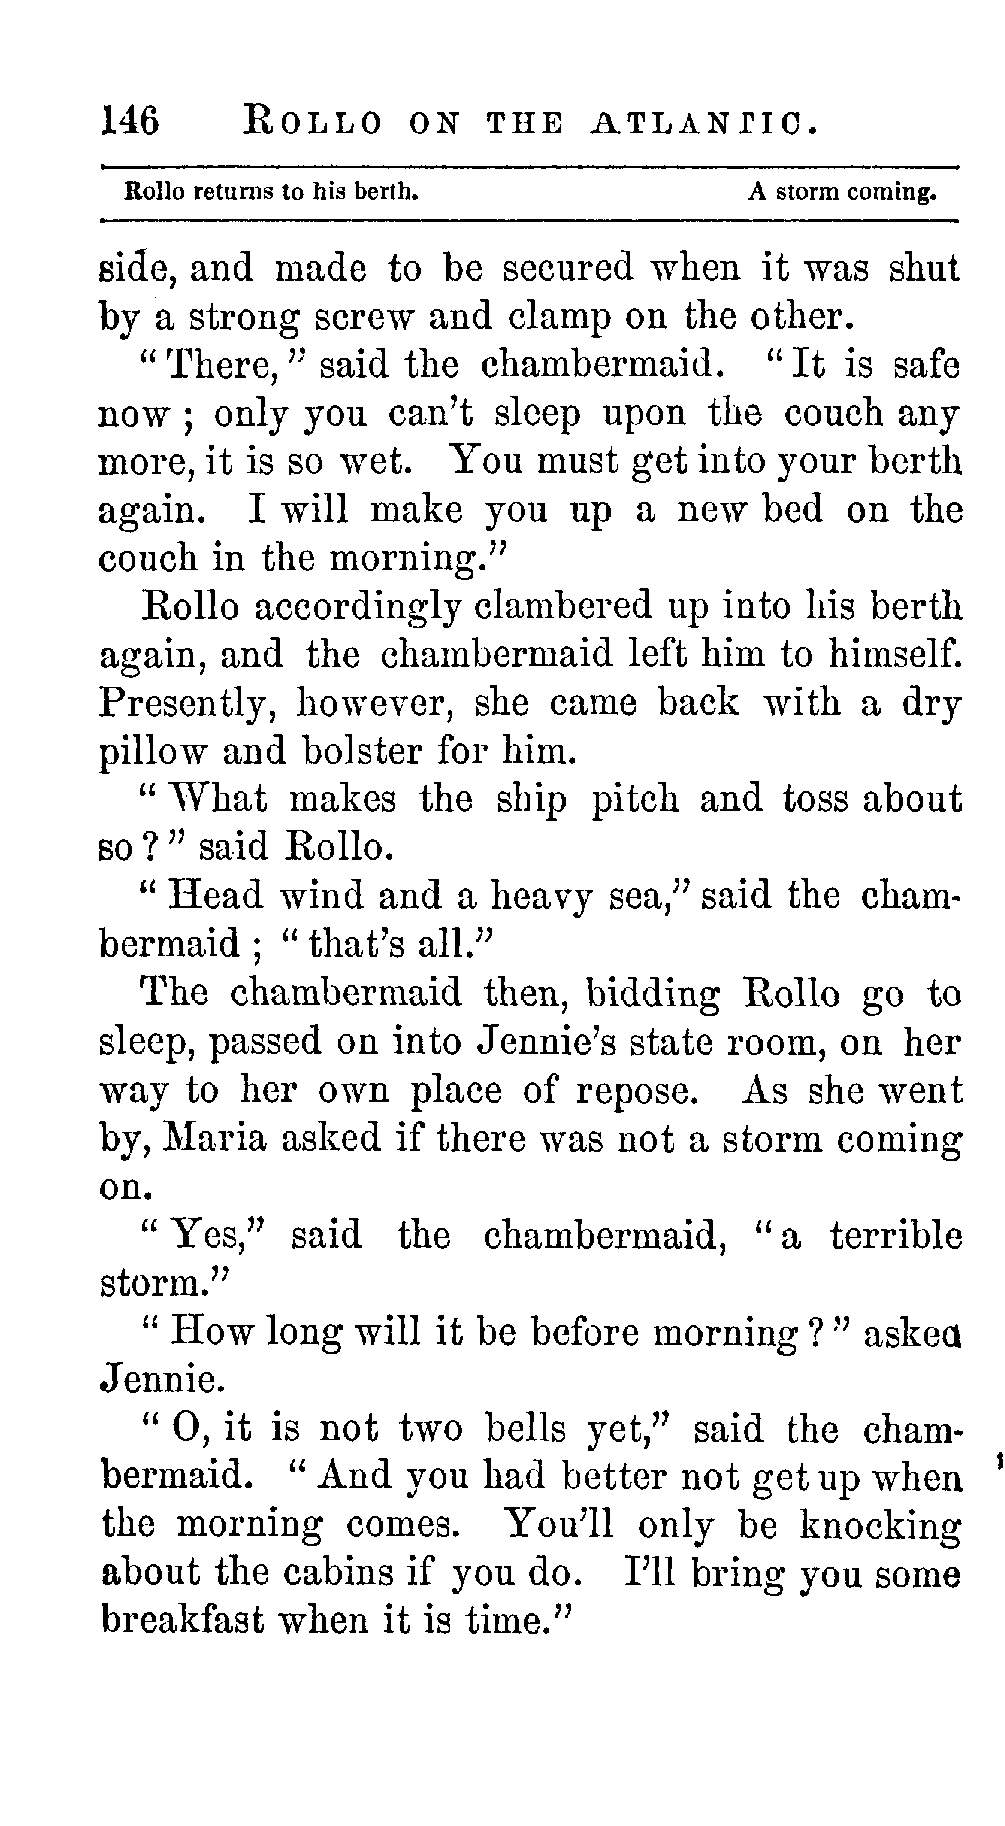 146 ROLLO ON THE ATLANTIC.
Rollo returns to his berth. A storm coming.
side, and made to be secured when it was shut
by a strong screw and clamp on the other.
“There,” said the chambermaid. “It is safe
now; only you can’t sleep upon the couch any
more, it is so wet. You must get into your berth
again. I will make you up a new bed on the
couch in the morning.”
Rollo accordingly clambered up into his berth
again, and the chambermaid left him to himself.
Presently, however, she came back with a dry
pillow and bolster for him.
“What makes the ship pitch and toss about
so?” said Rollo.
“Head wind and a heavy sea,” said the cham-
bermaid; “that’s all.”
The chambermaid then, bidding Rollo go to
sleep, passed on into Jennie’s state room, on her
way to her own place of repose. As she went
by, Maria asked if there was not a storm coming
on.
“Yes,” said the chambermaid, “a terrible
storm.”
“How long will it be before morning?” asked
Jennie.
“O, it is not two bells yet,” said the cham-
bermaid. “And you had better not get up when
the morning comes. You’ll only be knocking
about the cabins if you do. I’ll bring you some
breakfast when it is time.”